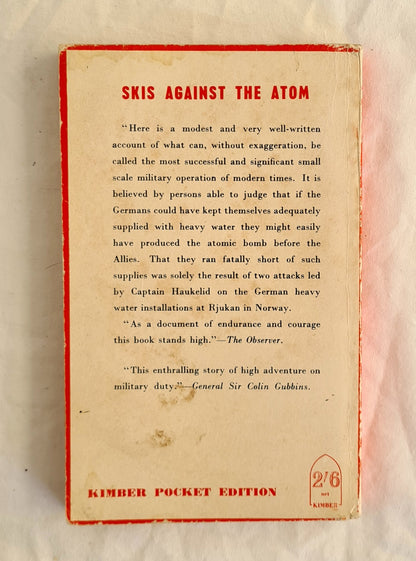 SKIS AGAINST THE ATOM
"Here is a modest and very well-written
account of what can, without exaggeration, be
called the most successful and significant small
scale military operation of modern times. It is
believed by persons able to judge that if the
Germans could have kept themselves adequately
supplied with heavy water they might easily
have produced the atomic bomb before the
Allies. That they ran fatally short of such
supplies was solely the result of two attacks led
by Captain Haukelid on the German heavy
water installations at Rjukan in Norway.
"As a document of endurance and courage
this book stands high."—The Observer.
"This enthralling story of high adventure on
military duty."—General Sir Colin Gubbins.
KIMBER POCKET EDITION
2/6
NET
KIMBER